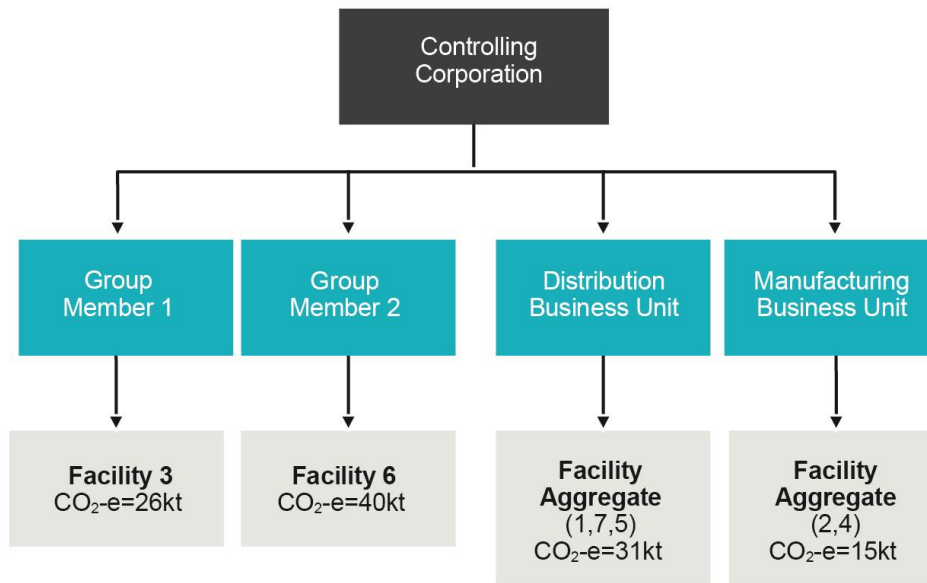 Controlling
Corporation
Group
Member 1
Group
Member 2
Distribution
Business Unit
Manufacturing
Business Unit
Facility 3
CO₂-e=26kt
Facility 6
CO₂-e=40kt
Facility
Aggregate
(1,7,5)
CO₂-e=31kt
Facility
Aggregate
(2,4)
CO₂-e=15kt